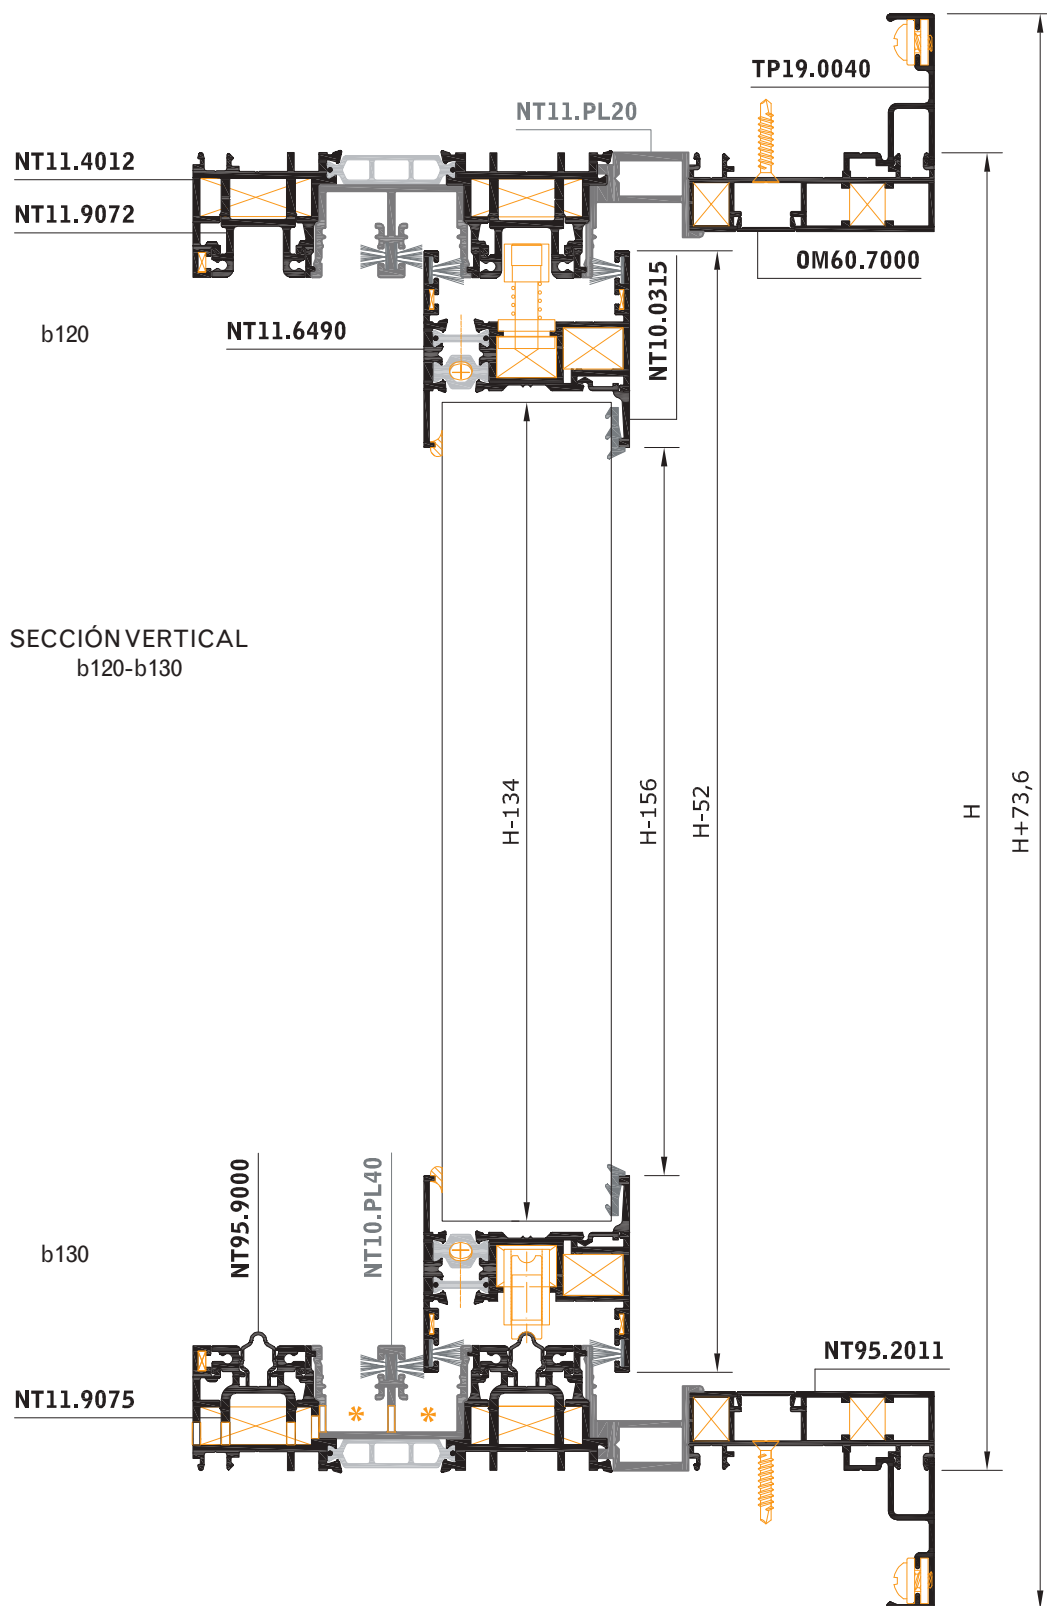 TP19.0040
NT11.PL20
NT11.4012
NT11.9072
OM60.7000
b120
NT11.6490
NT10.0315
SECCIÓN VERTICAL
b120-b130
H-134
H-156
H-52
H
H+73,6
NT95.9000
NT10.PL40
b130
NT95.2011
NT11.9075
* *